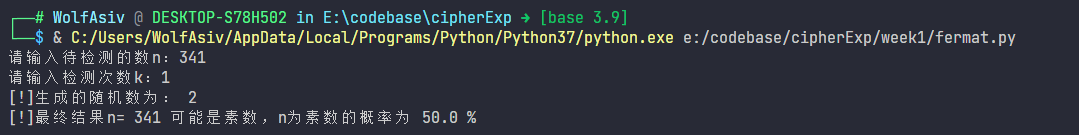 ┌──# WolfAsiv @ DESKTOP-S78H502 in E:\codebase\cipherExp → [base 3.9]
└──$ & C:/Users/WolfAsiv/AppData/Local/Programs/Python/Python37/python.exe e:/codebase/cipherExp/week1/fermat.py
请输入待检测的数n：341
请输入检测次数k：1
[!]生成的随机数为： 2
[!]最终结果n= 341 可能是素数，n为素数的概率为 50.0 %